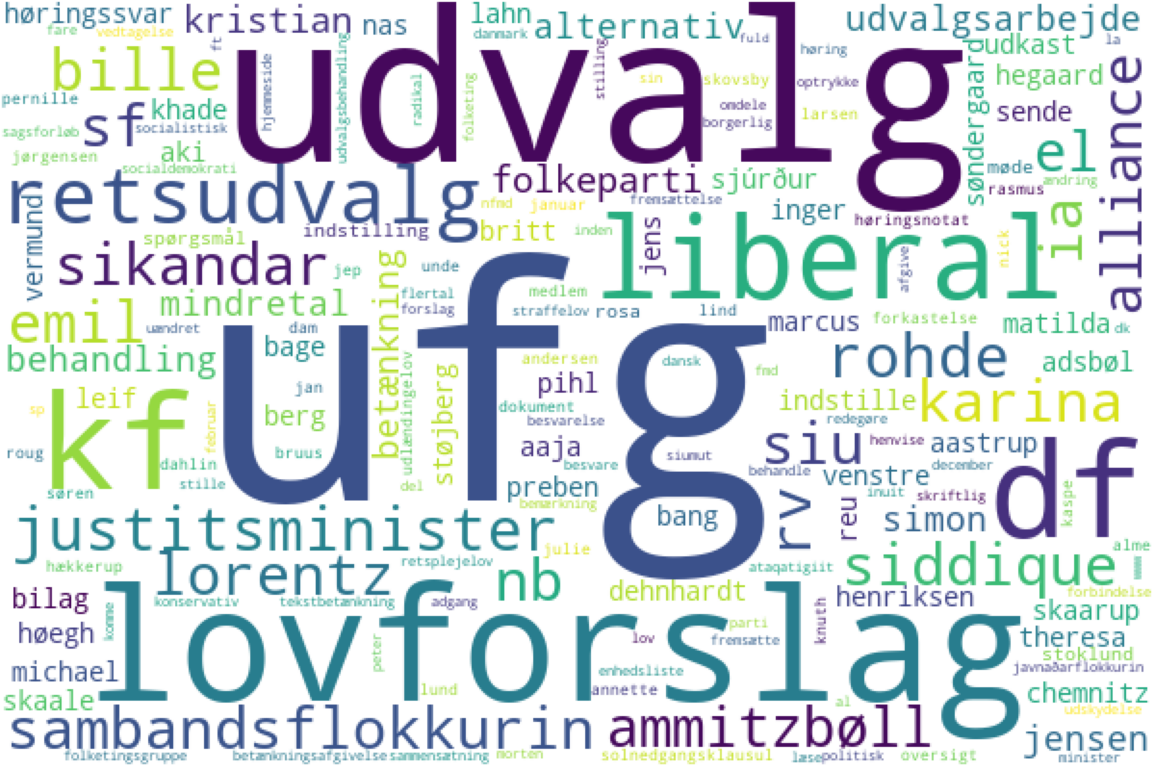 høringssvar
kristian
nas
lahn
danmark
alternativ
fuld
udvalgsarbejde
la
fare
vedtagelse
ft
hjemmeside
udvalgsbehandling
radikal
folketing
stilling
sin
skovsby
høring
optrykke
søndergaard
udkast
hegaard
alliance
bille
udvalg
pernille
sf
khade
socialistisk
omdele
borgerlig
larsen
sende
sagsforløb
jørgensen
aki
socialdemokrati
møde
el
rasmus
ændring
retsudvalg
folkeparti
sjúrður
vermund
nfmd
januar
fremsættelse
inger
høringsnotat
ia
indstilling
britt
inden
jens
liberal
afgive
nick
spørgsmål
sikandar
jep
betænkning
unde
mindretal
flertal
forslag
medlem
straffelov
rosa
lind
marcus
forkastelse
matilda
dk
emil
uændret
dam
bage
ufg
behandling
andersen
dansk
rohde
adsbøl
jan
pihl
fmd
kf
leif
sp
februar
berg
udlændingelov
støjberg
dokument
besvarelse
indstille
redegøre
karina
roug
bruus
aaja
siumut
siu
henvise
aastrup
df
dahlin
stille
søren
del
besvare
preben
bemærkning
behandle
venstre
december
rv
reu
inuit
skriftlig
kaspe
bang
simon
justitsminister
julie
retsplejelov
ataqatigiit
siddique
alme
hækkerup
lorentz
nb
dehnhardt
henriksen
forbindelse
bilag
konservativ
tekstbetænkning
adgang
skaarup
høegh
komme
lovforslag
peter
lov
parti
fremsætte
knuth
theresa
stoklund
michael
enhedsliste
javnaðarflokkurin
skaale
lund
annette
al
chemnitz
udskydelse
sambandsflokkurin
ammitzbøll
jensen
folketingsgruppe
betænkningsafgivelse
sammensætning
morten
solnedgangsklausul
læse
politisk
oversigt
minister